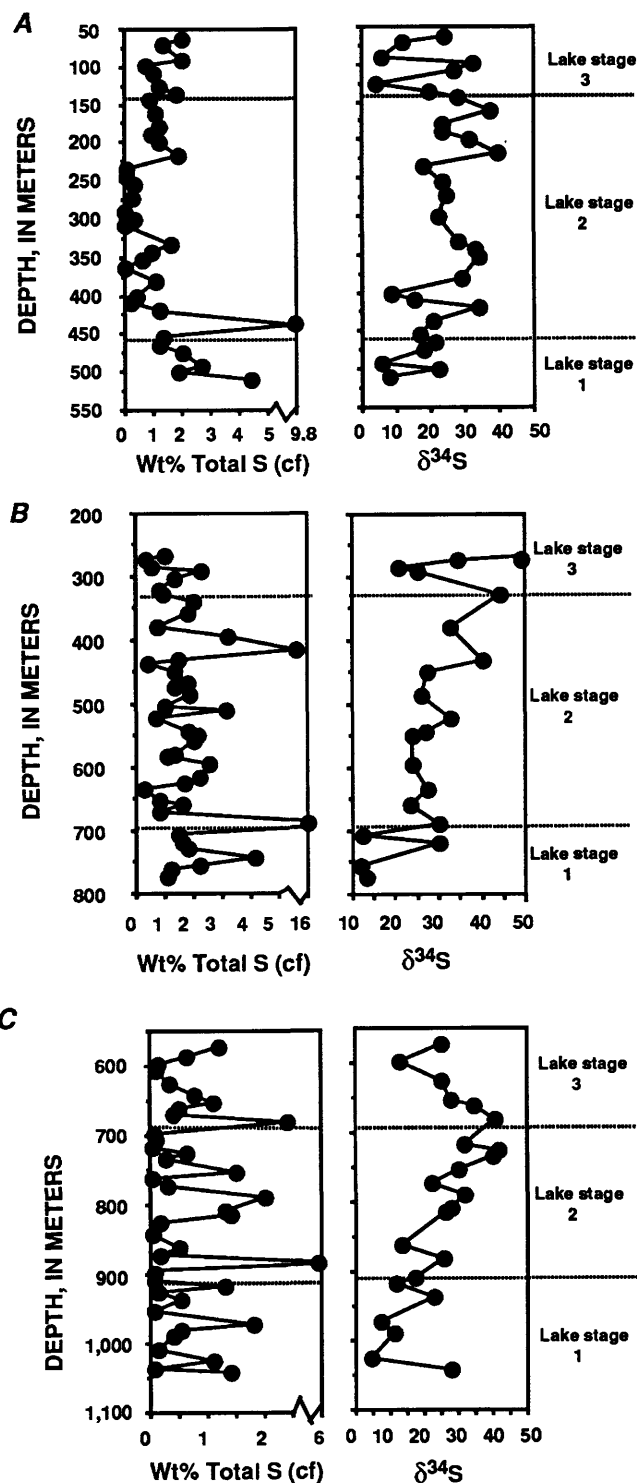 A
50
100
150
200
250
300
350
400
450
500
550
DEPTH, IN METERS
0 1 2 3 4 5 9.8
Wt% Total S (cf)
0 10 20 30 40 50
δ34S
Lake stage
3
Lake stage
2
Lake stage
1
B
200
300
400
500
600
700
800
DEPTH, IN METERS
0 1 2 3 4 5 16
Wt% Total S (cf)
10 20 30 40 50
δ34S
Lake stage
3
Lake stage
2
Lake stage
1
C
600
700
800
900
1,000
1,100
DEPTH, IN METERS
0 1 2 6
Wt% Total S (cf)
0 10 20 30 40 50
δ34S
Lake stage
3
Lake stage
2
Lake stage
1